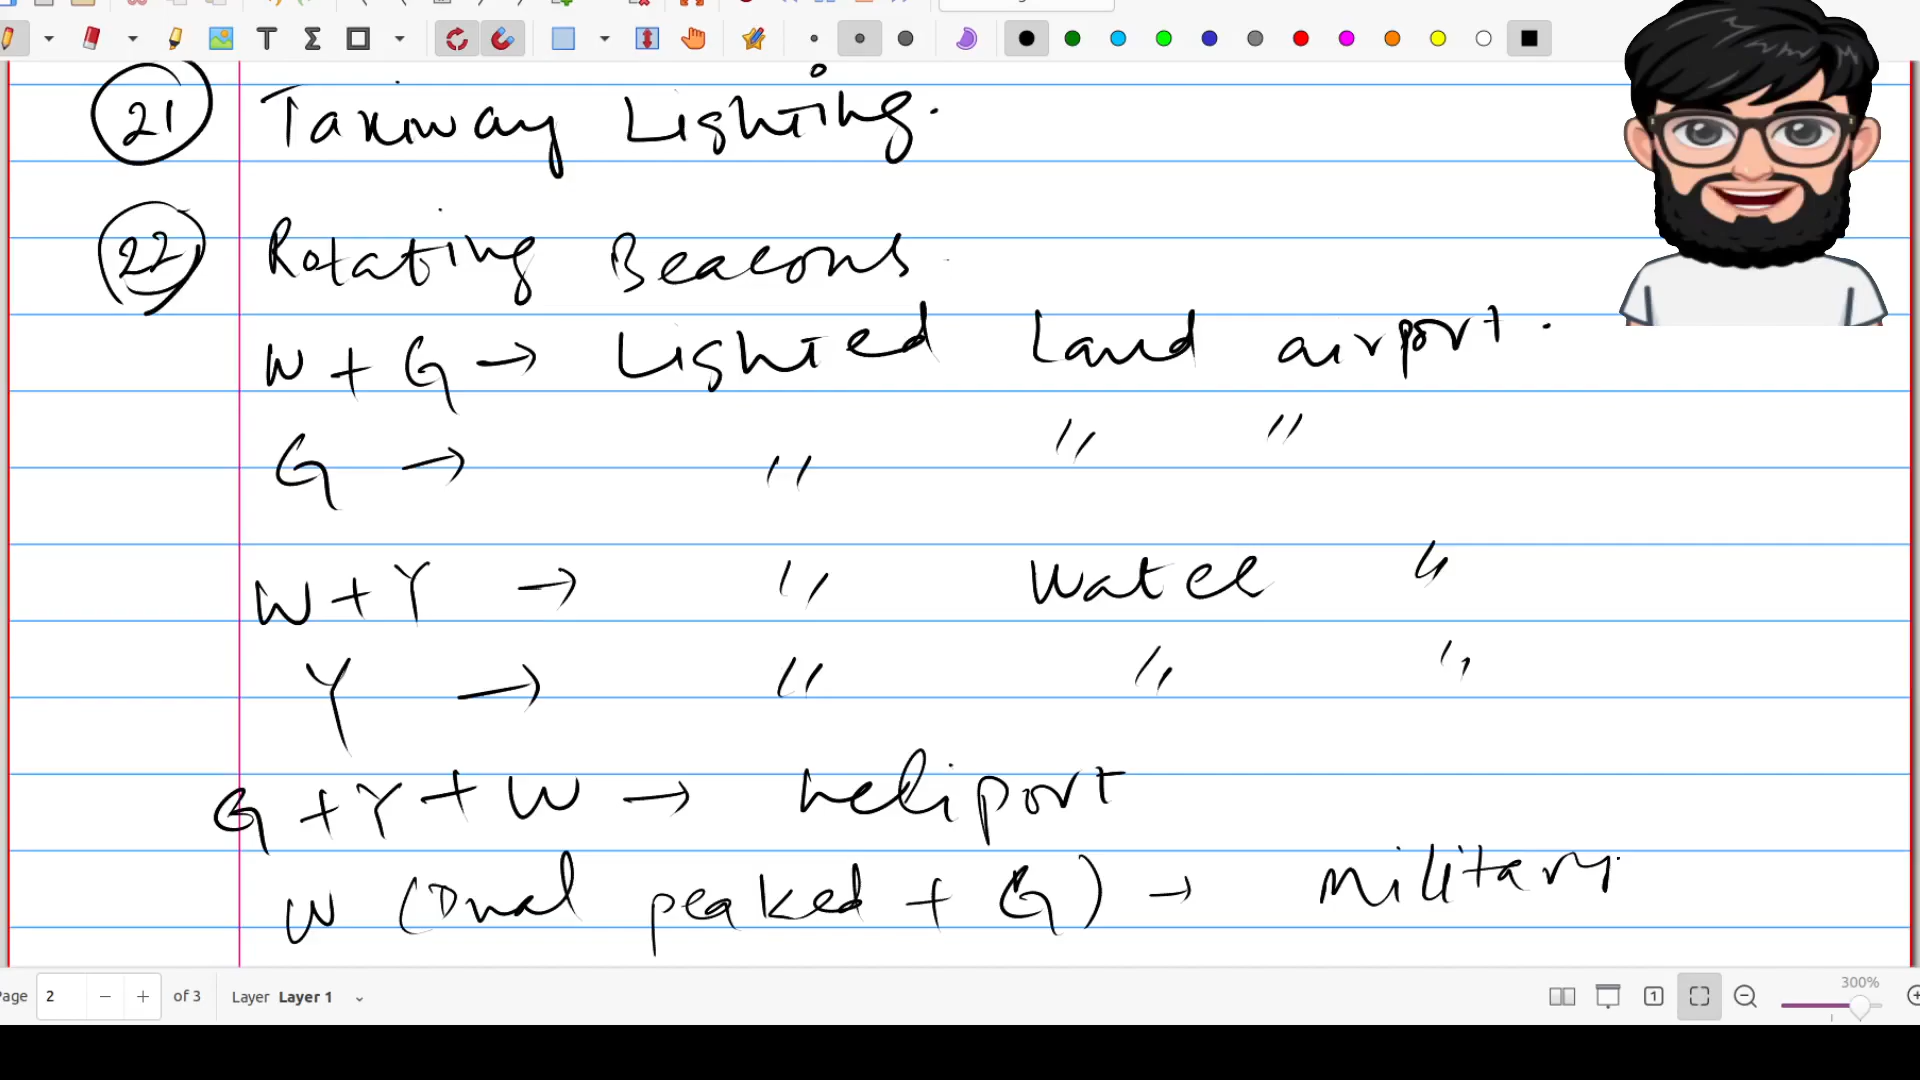 21 Taxiway Lighting.
22 Rotating Beacons.
W + G → Lighted Land airport.
G → " " "
W + Y → " Water "
Y → " " "
G + Y + W → heliport
W (Dual peaked + G) → military.
Page 2 of 3 Layer Layer 1 300%